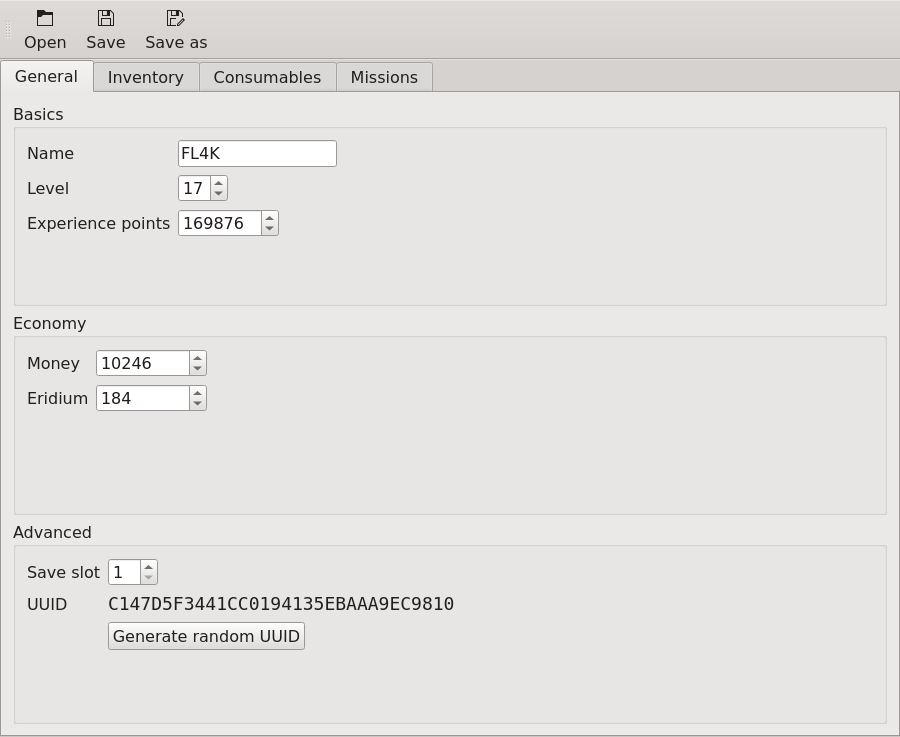 Open Save Save as
General Inventory Consumables Missions
Basics
Name FL4K
Level 17
Experience points 169876
Economy
Money 10246
Eridium 184
Advanced
Save slot 1
UUID C147D5F3441CC0194135EBAAA9EC9810
Generate random UUID